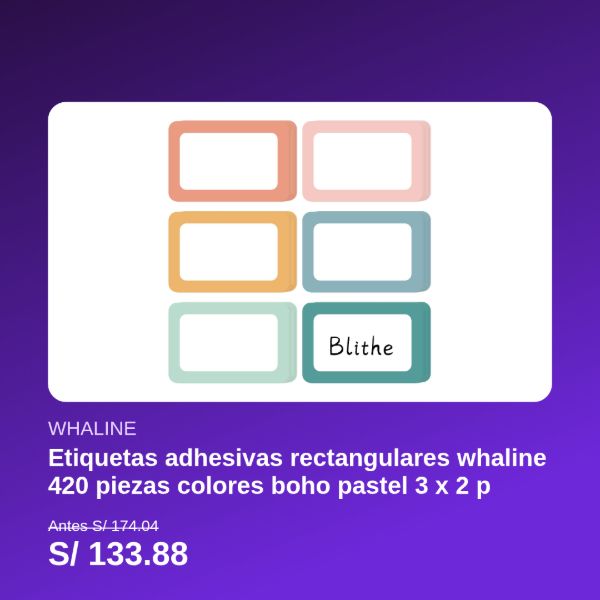 Blithe
WHALINE
Etiquetas adhesivas rectangulares whaline
420 piezas colores boho pastel 3 x 2 p
Antes S/ 174.04
S/ 133.88